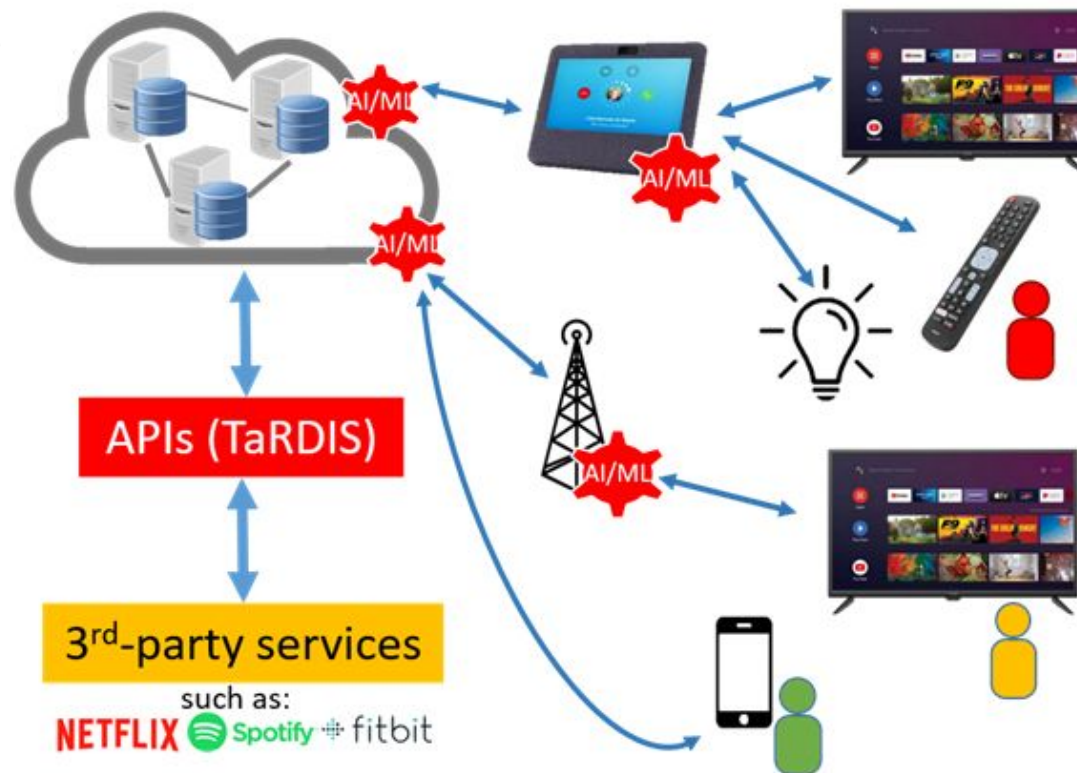 AI/ML
AI/ML
AI/ML
AI/ML
APIs (TaRDIS)
3rd-party services
such as:
NETFLIX Spotify fitbit